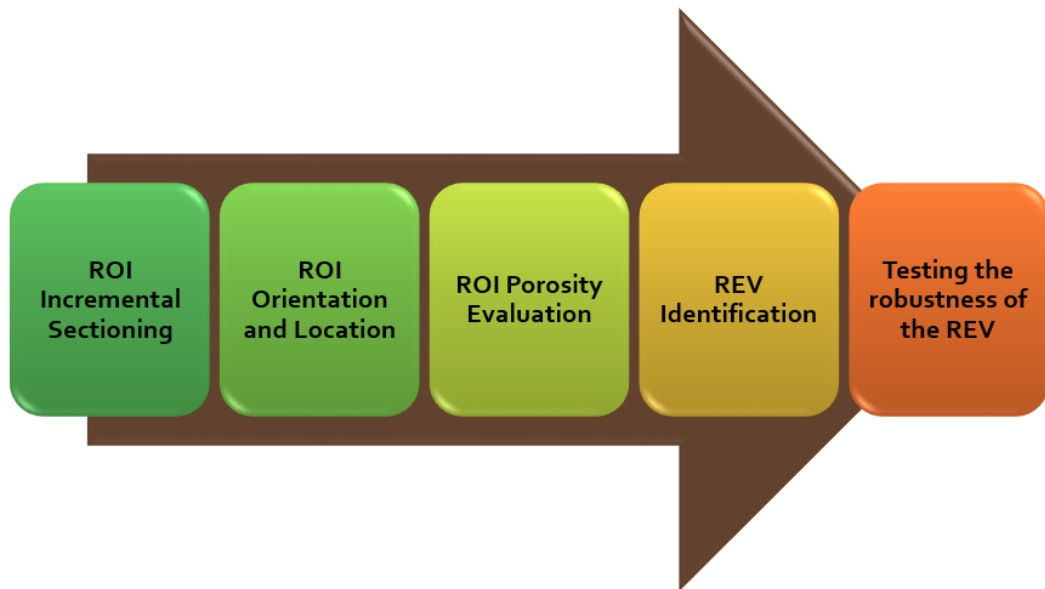 ROI
Incremental
Sectioning
ROI
Orientation
and Location
ROI Porosity
Evaluation
REV
Identification
Testing the
robustness of
the REV